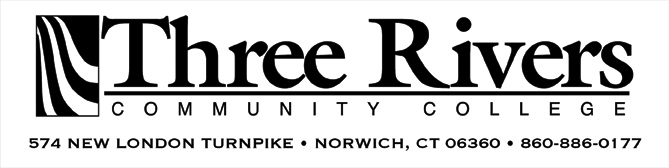 Three Rivers
COMMUNITY COLLEGE
574 NEW LONDON TURNPIKE • NORWICH, CT 06360 • 860-886-0177